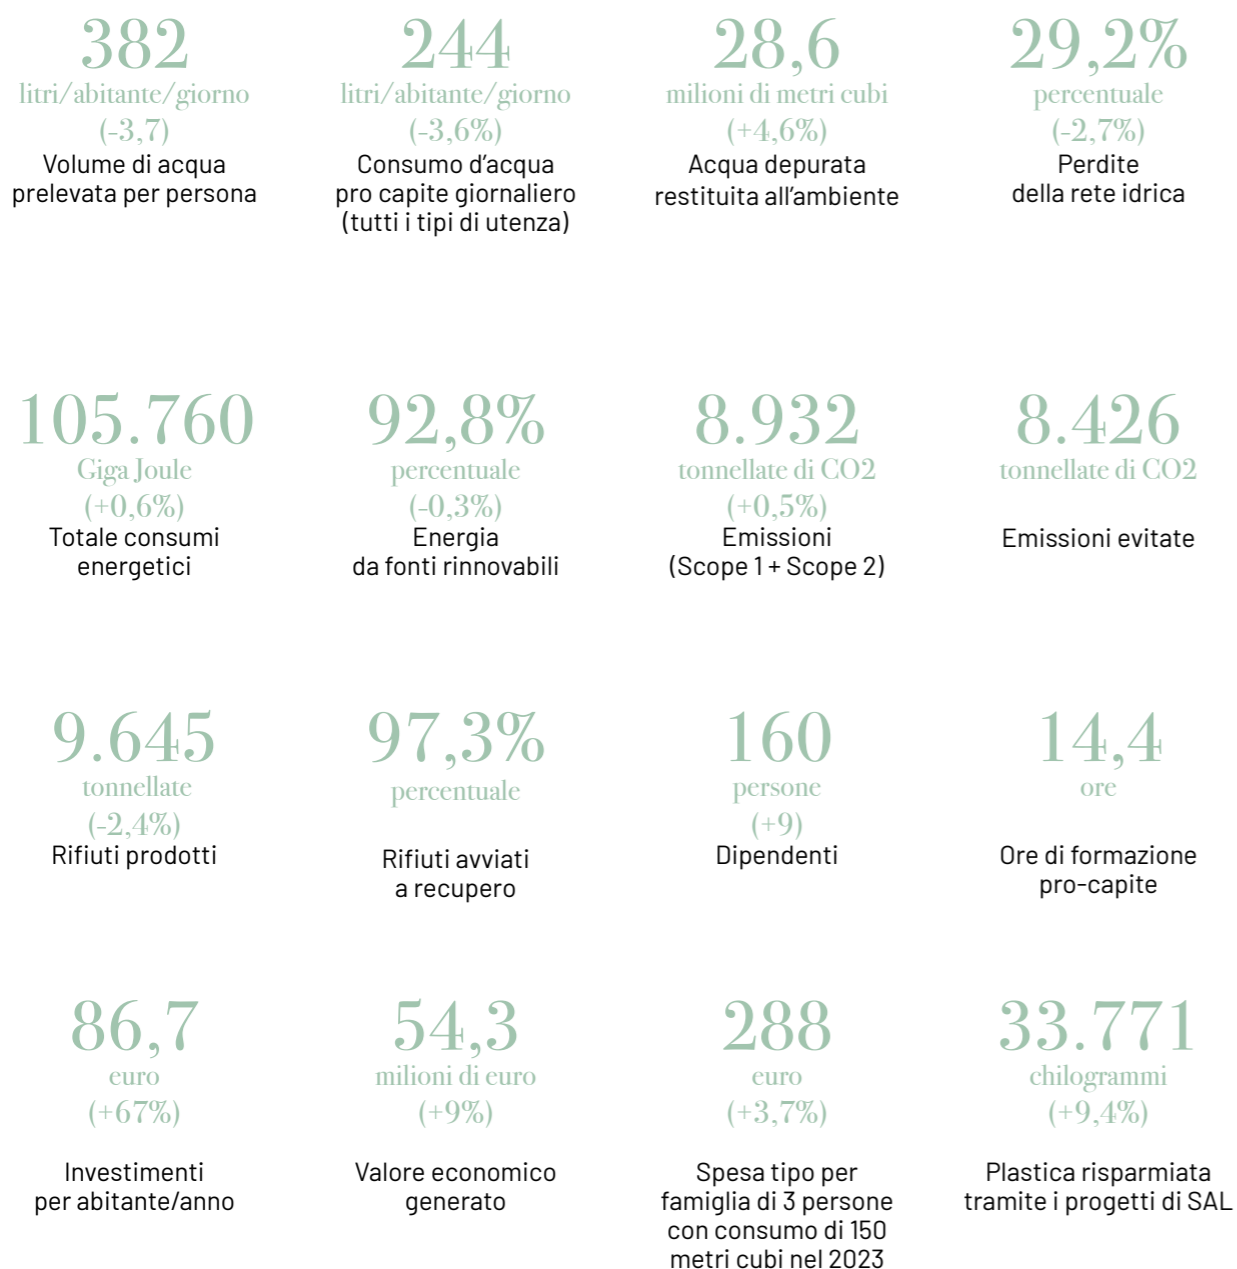 382
litri/abitante/giorno
(-3,7)
Volume di acqua
prelevata per persona
244
litri/abitante/giorno
(-3,6%)
Consumo d'acqua
pro capite giornaliero
(tutti i tipi di utenza)
28,6
milioni di metri cubi
(+4,6%)
Acqua depurata
restituita all'ambiente
29,2%
percentuale
(-2,7%)
Perdite
della rete idrica
105.760
Giga Joule
(+0,6%)
Totale consumi
energetici
92,8%
percentuale
(-0,3%)
Energia
da fonti rinnovabili
8.932
tonnellate di CO2
(+0,5%)
Emissioni
(Scope 1 + Scope 2)
8.426
tonnellate di CO2
Emissioni evitate
9.645
tonnellate
(-2,4%)
Rifiuti prodotti
97,3%
percentuale
Rifiuti avviati
a recupero
160
persone
(+9)
Dipendenti
14,4
ore
Ore di formazione
pro-capite
86,7
euro
(+67%)
Investimenti
per abitante/anno
54,3
milioni di euro
(+9%)
Valore economico
generato
288
euro
(+3,7%)
Spesa tipo per
famiglia di 3 persone
con consumo di 150
metri cubi nel 2023
33.771
chilogrammi
(+9,4%)
Plastica risparmiata
tramite i progetti di SAL